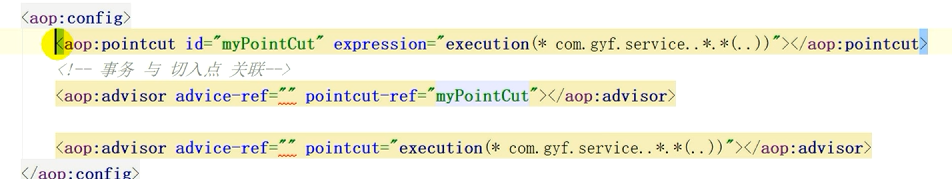 <aop:config>
<aop:pointcut id="myPointCut" expression="execution(* com.gyf.service..*.*(..))"></aop:pointcut>
<!-- 事务 与 切入点 关联-->
<aop:advisor advice-ref="" pointcut-ref="myPointCut"></aop:advisor>
<aop:advisor advice-ref="" pointcut="execution(* com.gyf.service..*.*(..))"></aop:advisor>
</aop:config>